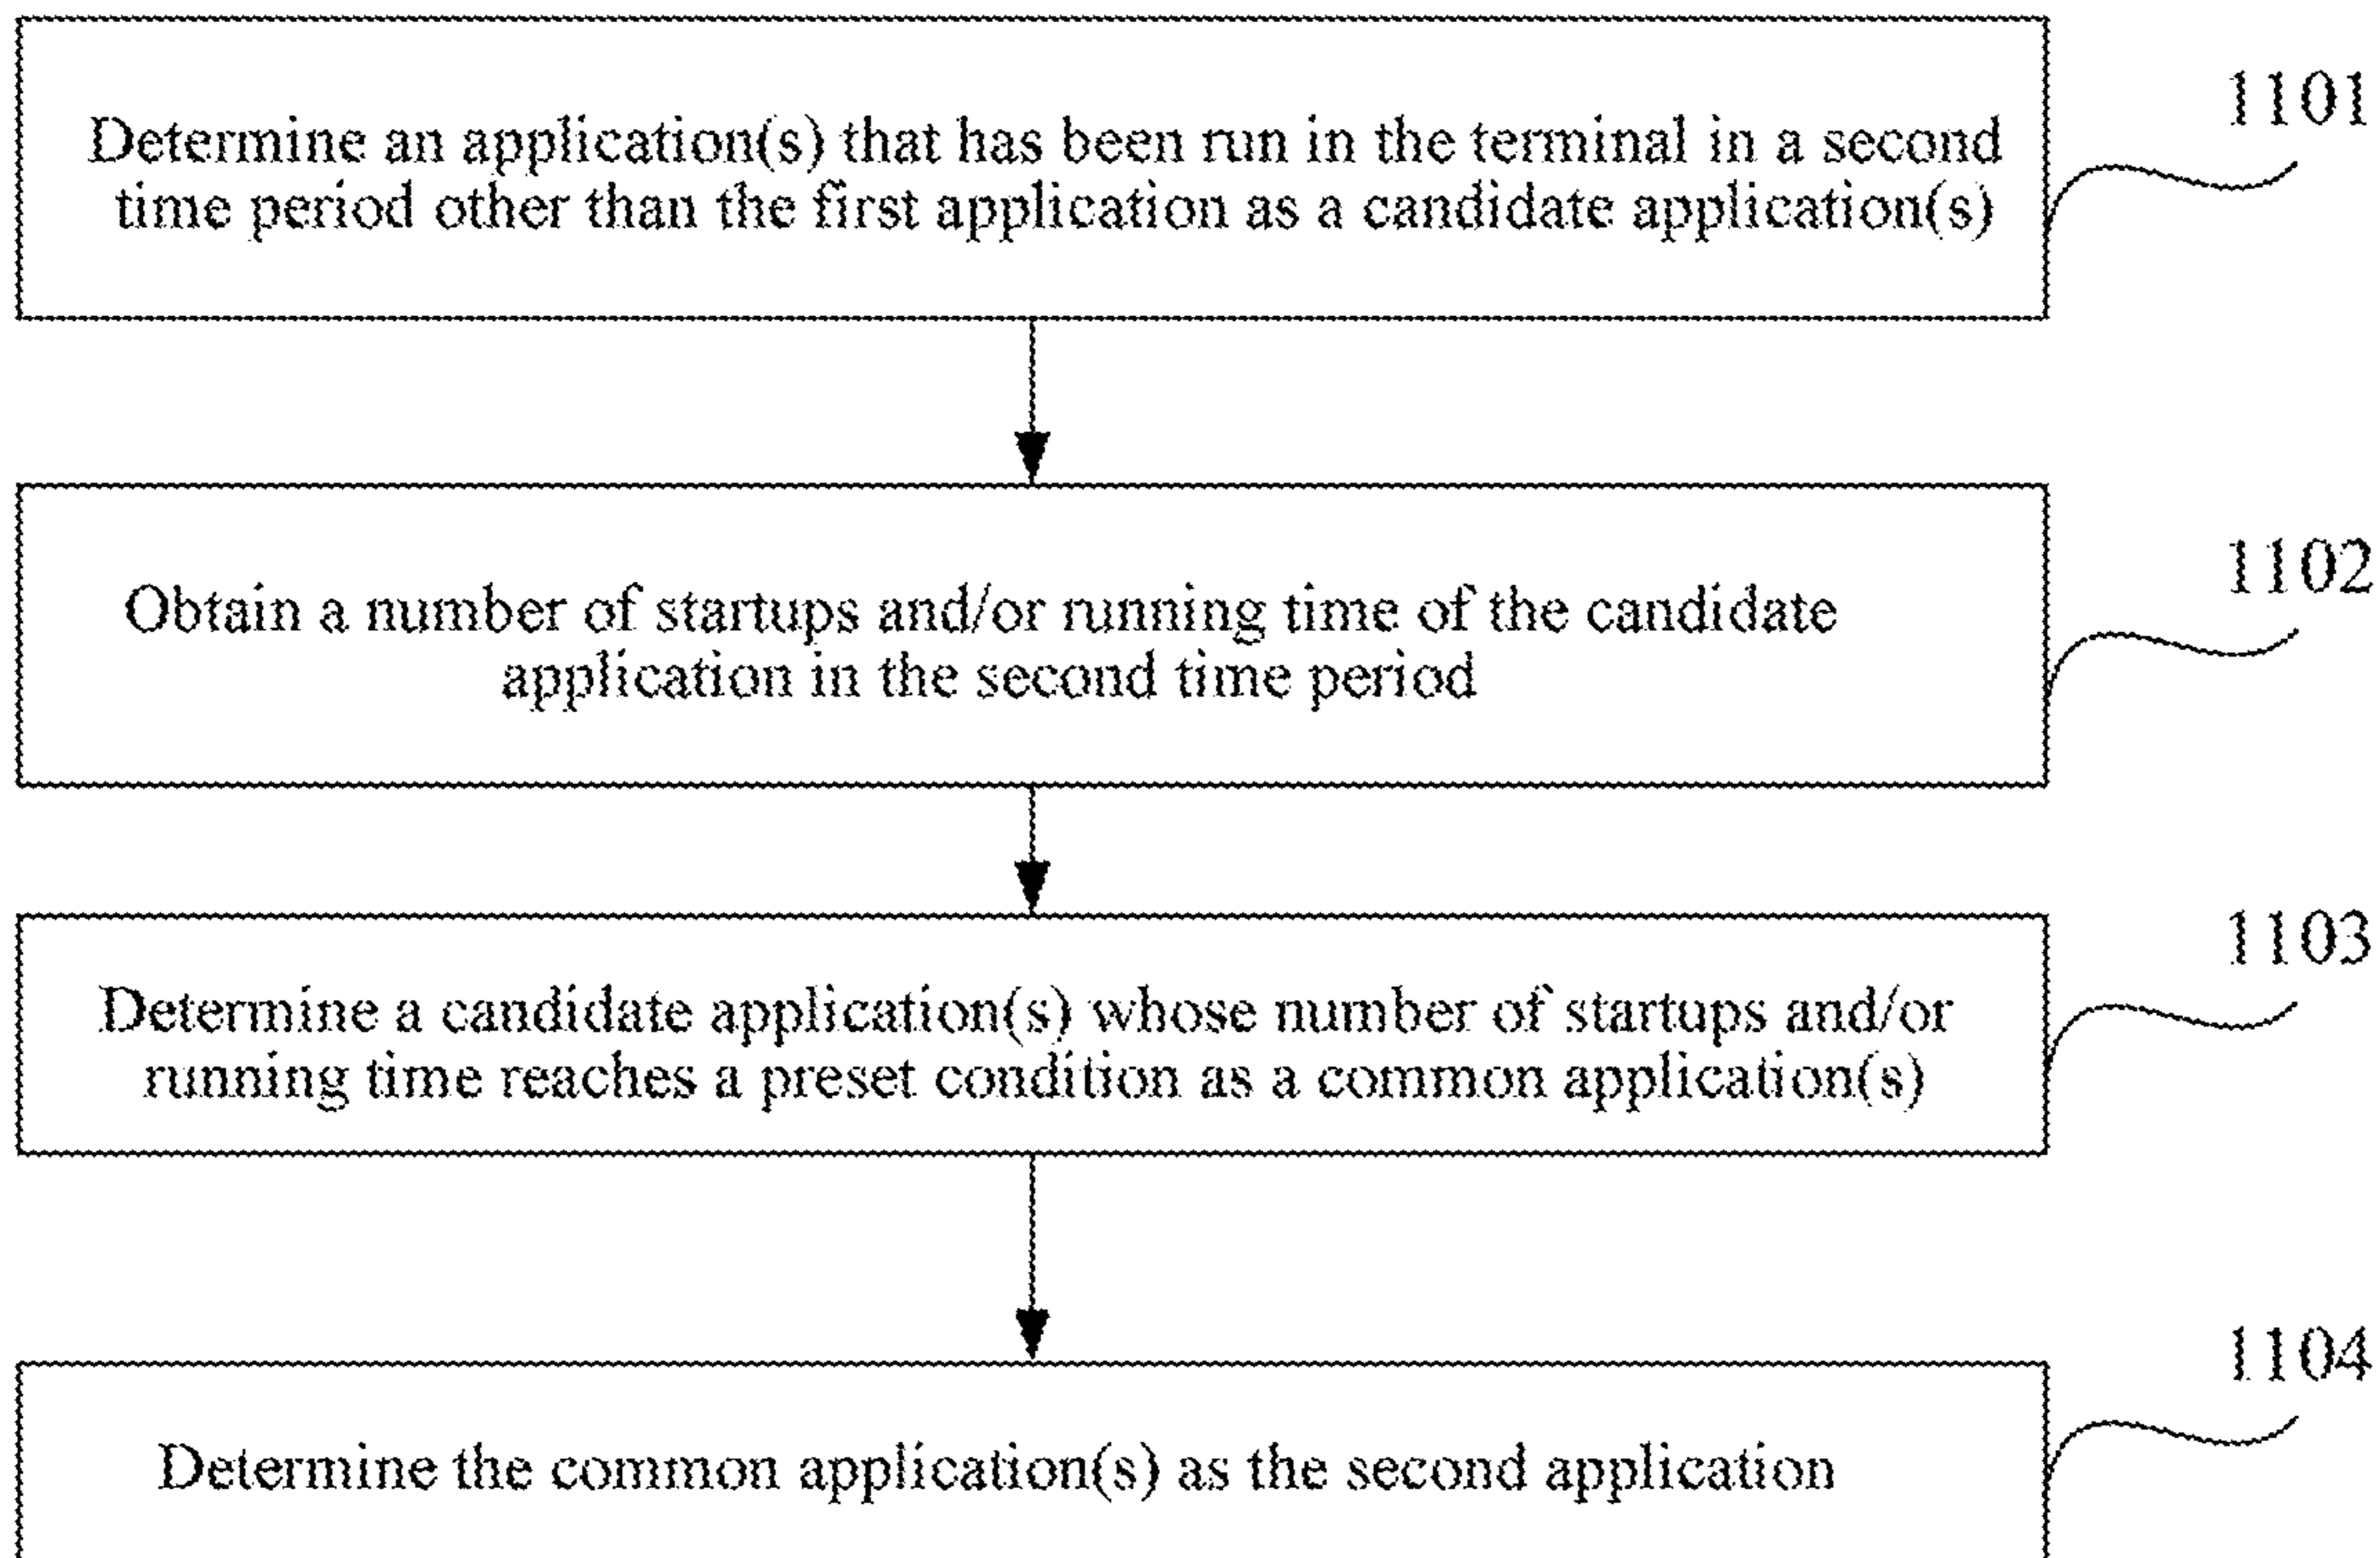 1101
Determine an application(s) that has been run in the terminal in a second
time period other than the first application as a candidate application(s)
1102
Obtain a number of startups and/or running time of the candidate
application in the second time period
1103
Determine a candidate application(s) whose number of startups and/or
running time reaches a preset condition as a common application(s)
1104
Determine the common application(s) as the second application